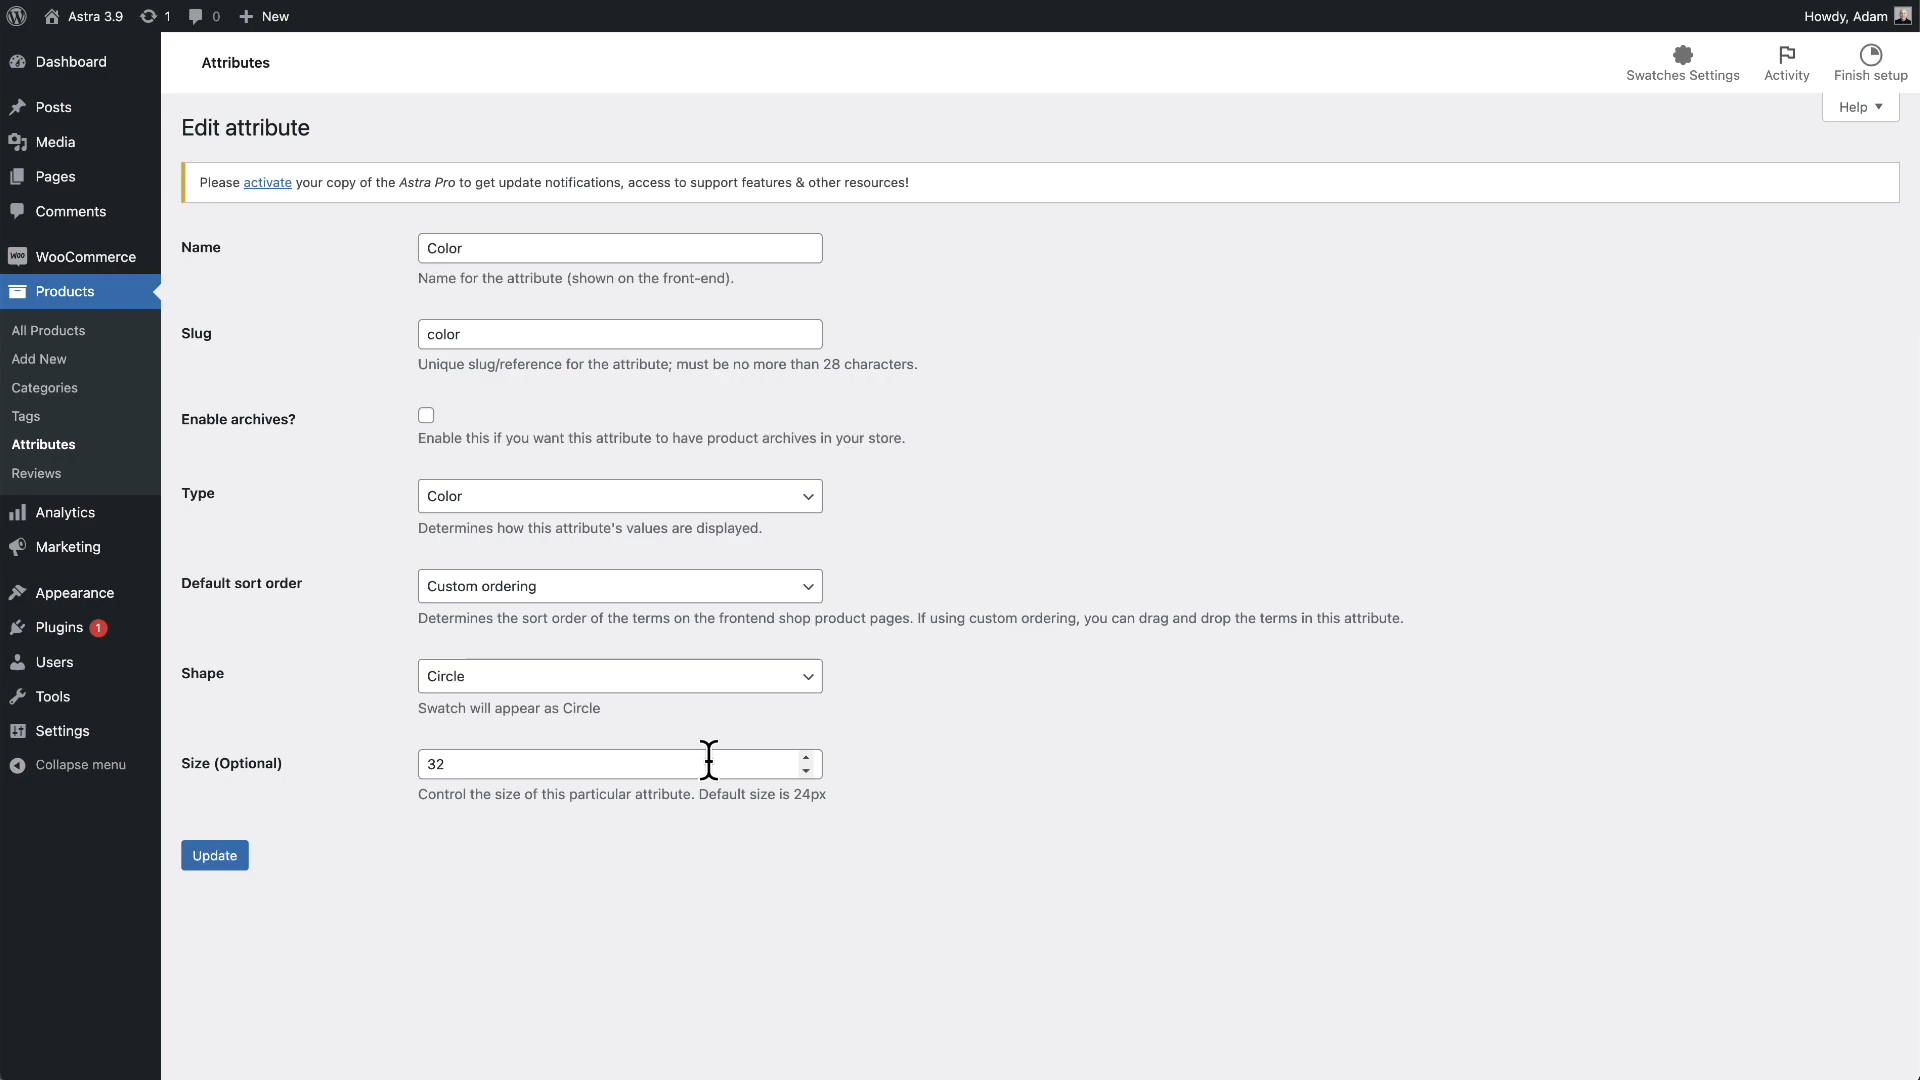 Astra 3.9 1 0 New Howdy, Adam
Attributes
Swatches Settings Activity Finish setup
Help
Dashboard
Posts
Media
Pages
Comments
WooCommerce
Products
All Products
Add New
Categories
Tags
Attributes
Reviews
Analytics
Marketing
Appearance
Plugins 1
Users
Tools
Settings
Collapse menu
Edit attribute
Please activate your copy of the Astra Pro to get update notifications, access to support features & other resources!
Name
Color
Name for the attribute (shown on the front-end).
Slug
color
Unique slug/reference for the attribute; must be no more than 28 characters.
Enable archives?
Enable this if you want this attribute to have product archives in your store.
Type
Color
Determines how this attribute's values are displayed.
Default sort order
Custom ordering
Determines the sort order of the terms on the frontend shop product pages. If using custom ordering, you can drag and drop the terms in this attribute.
Shape
Circle
Swatch will appear as Circle
Size (Optional)
32
Control the size of this particular attribute. Default size is 24px
Update